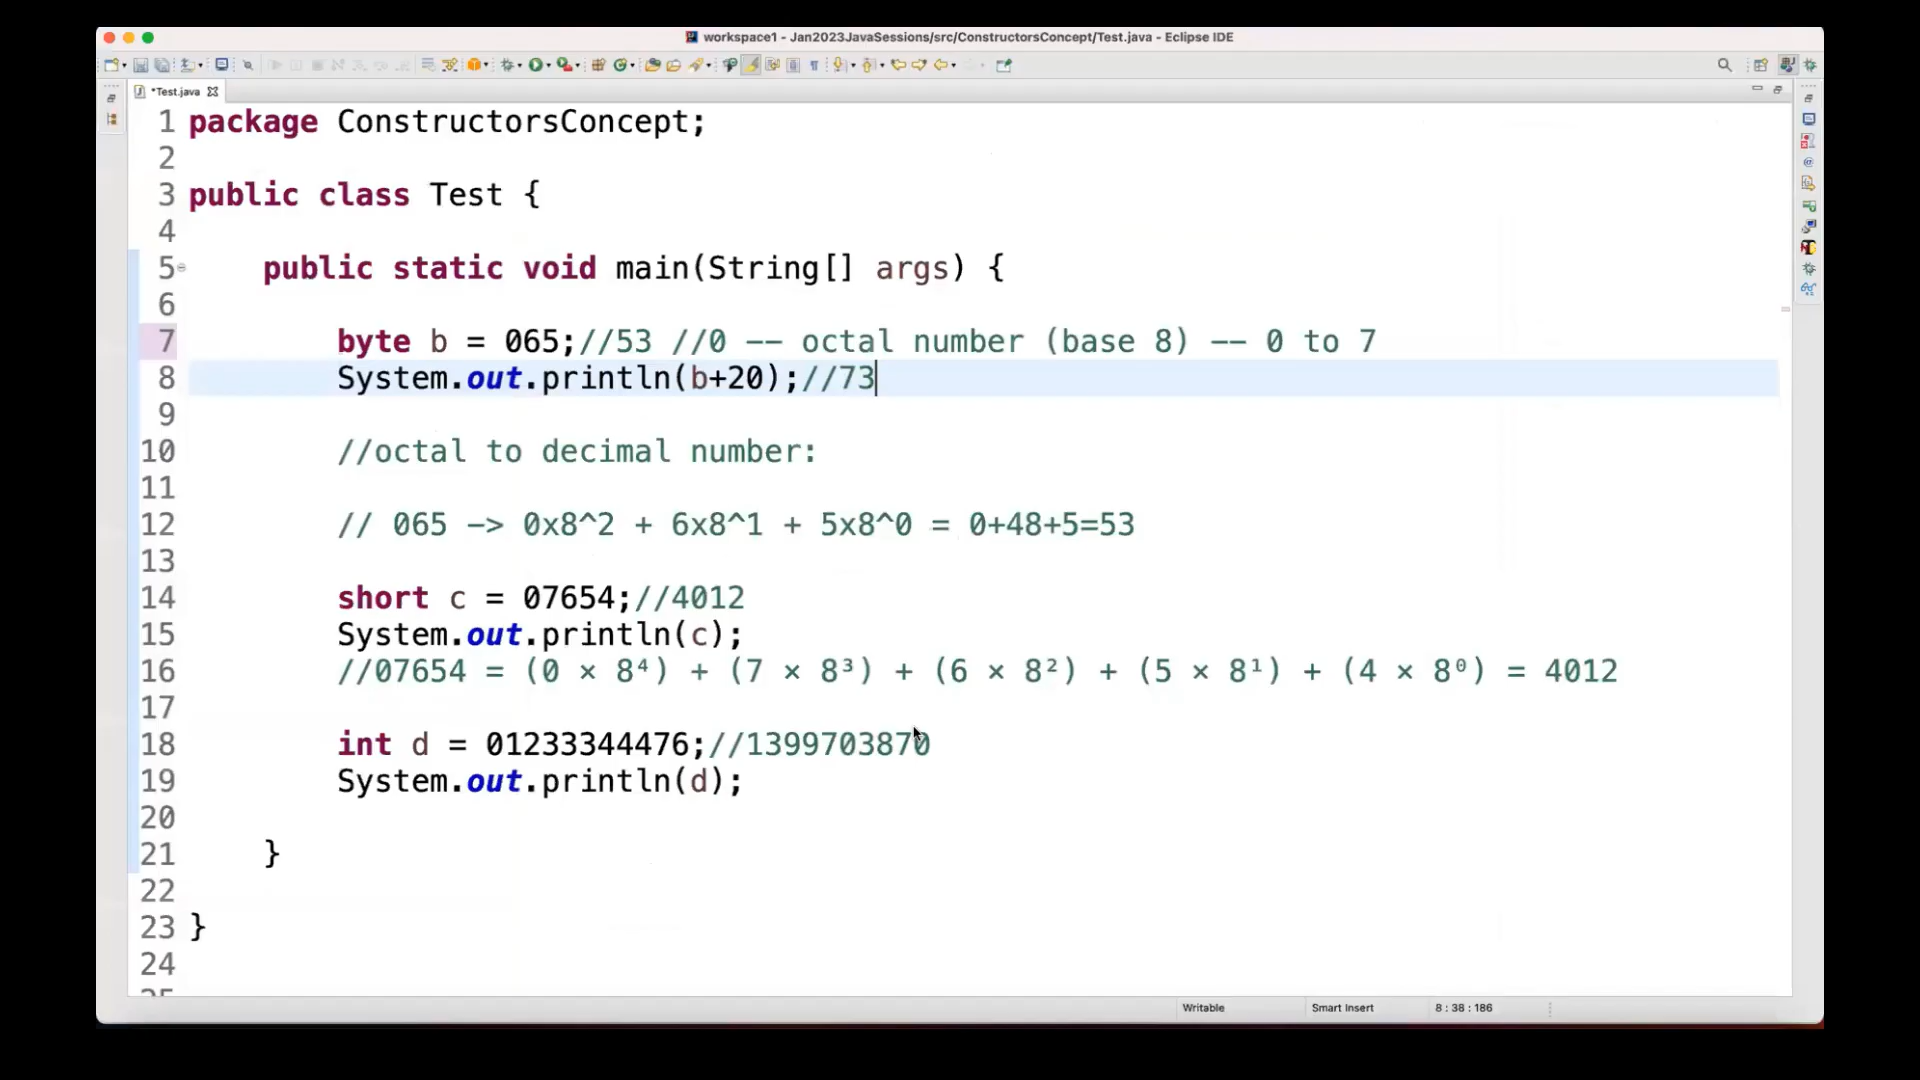 workspace1 - Jan2023JavaSessions/src/ConstructorsConcept/Test.java - Eclipse IDE
*Test.java
1 package ConstructorsConcept;
2
3 public class Test {
4
5 public static void main(String[] args) {
6
7 byte b = 065;//53 //0 -- octal number (base 8) -- 0 to 7
8 System.out.println(b+20);//73
9
10 //octal to decimal number:
11
12 // 065 -> 0x8^2 + 6x8^1 + 5x8^0 = 0+48+5=53
13
14 short c = 07654;//4012
15 System.out.println(c);
16 //07654 = (0 × 8⁴) + (7 × 8³) + (6 × 8²) + (5 × 8¹) + (4 × 8⁰) = 4012
17
18 int d = 01233344476;//1399703870
19 System.out.println(d);
20
21 }
22
23 }
24
25
Writable Smart Insert 8 : 38 : 186